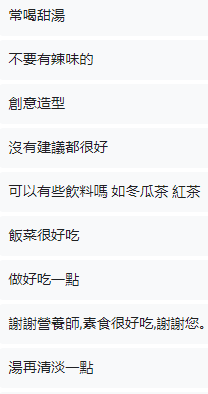 常喝甜湯
不要有辣味的
創意造型
沒有建議都很好
可以有些飲料嗎 如冬瓜茶 紅茶
飯菜很好吃
做好吃一點
謝謝營養師,素食很好吃,謝謝您。
湯再清淡一點